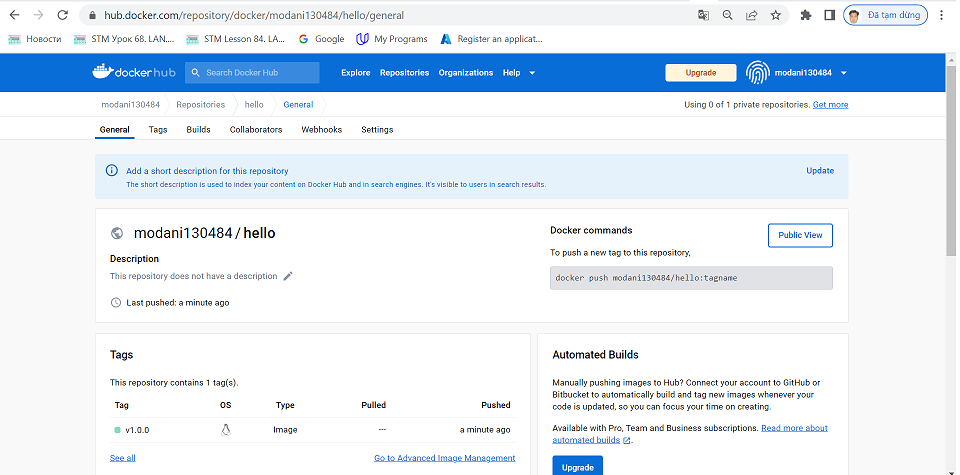 hub.docker.com/repository/docker/modani130484/hello/general
Đã tạm dừng
Новости
STM Урок 68. LAN....
STM Lesson 84. LA...
Google
My Programs
Register an applicat...
dockerhub
Search Docker Hub
Explore
Repositories
Organizations
Help
Upgrade
modani130484
modani130484
Repositories
hello
General
Using 0 of 1 private repositories. Get more
General
Tags
Builds
Collaborators
Webhooks
Settings
Add a short description for this repository
Update
The short description is used to index your content on Docker Hub and in search engines. It's visible to users in search results.
modani130484 / hello
Description
This repository does not have a description
Last pushed: a minute ago
Docker commands
Public View
To push a new tag to this repository,
docker push modani130484/hello:tagname
Tags
This repository contains 1 tag(s).
Tag OS Type Pulled Pushed
v1.0.0 Image --- a minute ago
See all
Go to Advanced Image Management
Automated Builds
Manually pushing images to Hub? Connect your account to GitHub or
Bitbucket to automatically build and tag new images whenever your
code is updated, so you can focus your time on creating.
Available with Pro, Team and Business subscriptions. Read more about
automated builds.
Upgrade